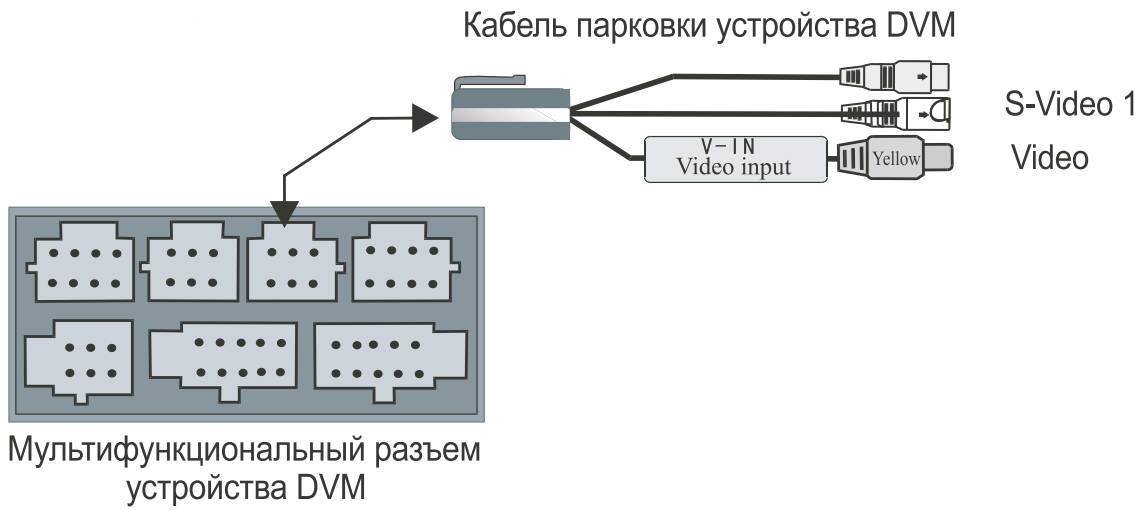 Кабель парковки устройства DVM
S-Video 1
V-IN
Video input
Yellow
Video
Мультифункциональный разъем
устройства DVM